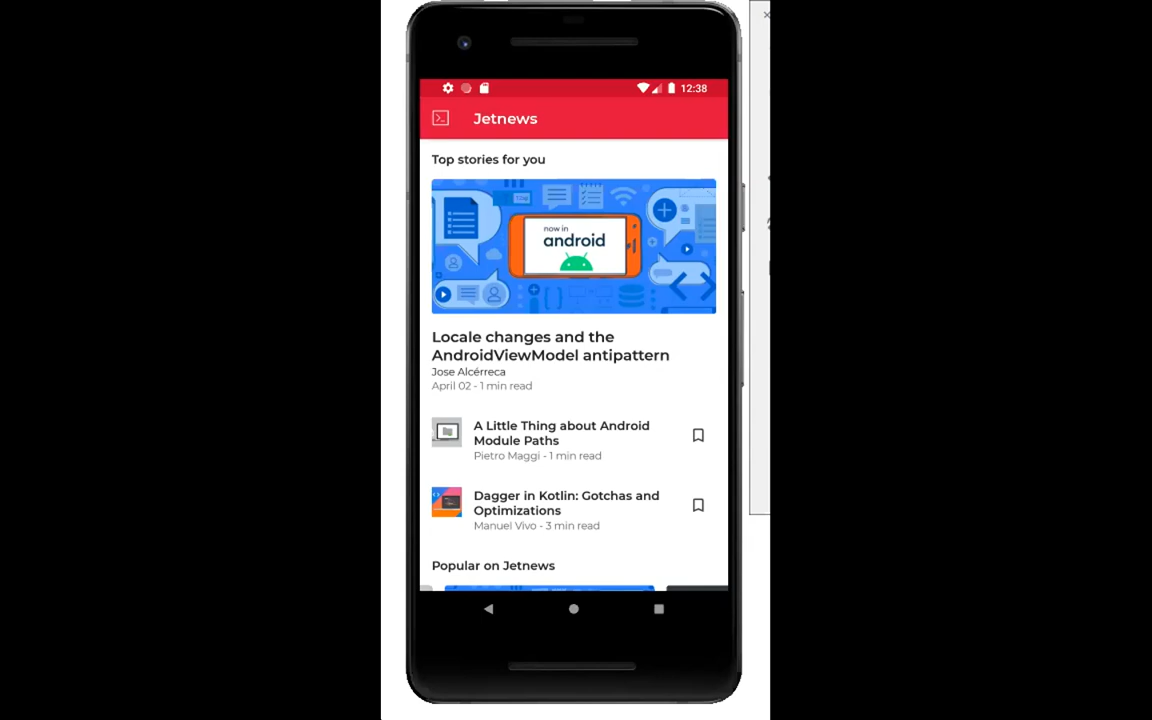 12:38
Jetnews
Top stories for you
now in
android
Locale changes and the
AndroidViewModel antipattern
Jose Alcérreca
April 02 - 1 min read
A Little Thing about Android
Module Paths
Pietro Maggi - 1 min read
Dagger in Kotlin: Gotchas and
Optimizations
Manuel Vivo - 3 min read
Popular on Jetnews